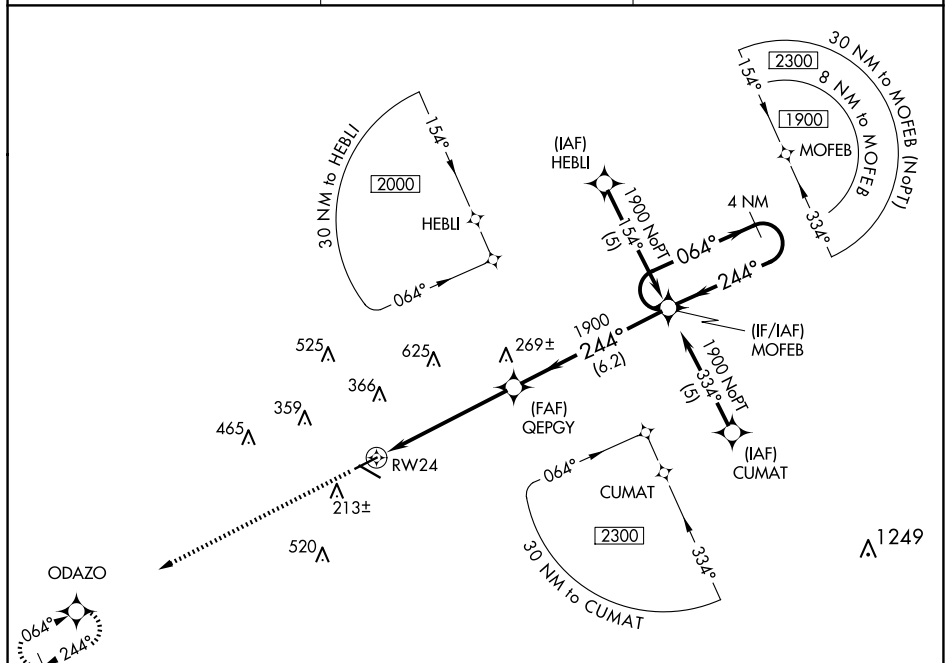 30 NM to MOFEB (NoPT)
2300
8 NM to MOFEB
154°
1900
MOFEB
334°
30 NM to HEBLI
154°
2000
HEBLI
064°
(IAF)
HEBLI
1900 NoPT
154°
(5)
4 NM
064°
244°
(IF/IAF)
MOFEB
1900
244°
(6.2)
1900 NoPT
334°
(5)
(IAF)
CUMAT
525
625
269±
366
359
465
(FAF)
QEPGY
RW24
213±
520
064°
CUMAT
2300
334°
30 NM to CUMAT
1249
ODAZO
064°
244°